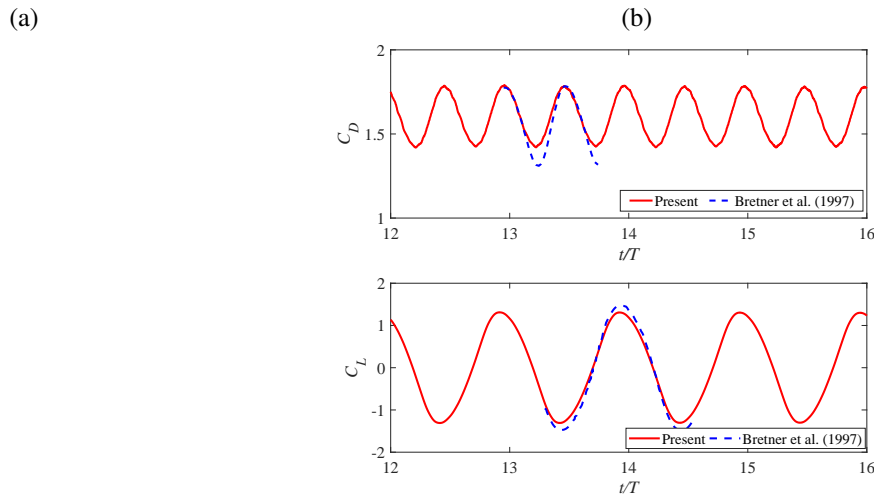 (a)
(b)
2
1.5
1
C_D
12
13
14
15
16
t/T
Present
Bretner et al. (1997)
2
1
0
-1
-2
C_L
12
13
14
15
16
t/T
Present
Bretner et al. (1997)